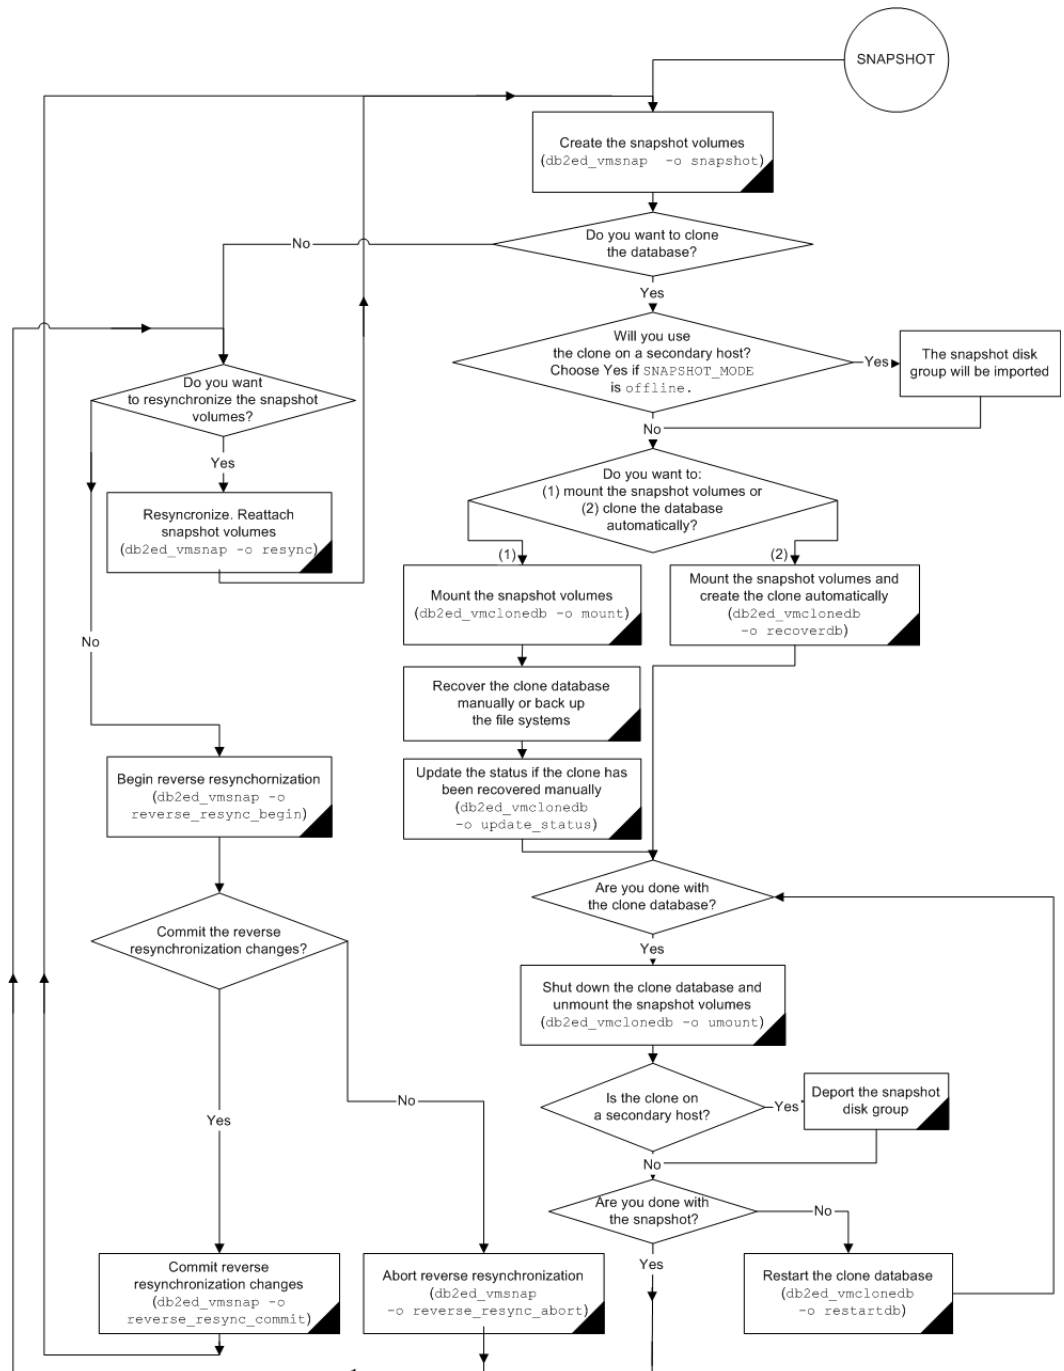 SNAPSHOT
Create the snapshot volumes
(db2ed_vmsnap -o snapshot)
Do you want to clone
the database?
No
Yes
Will you use
the clone on a secondary host?
Choose Yes if SNAPSHOT_MODE
is offline.
Yes
The snapshot disk
group will be imported
No
Do you want
to resynchronize the snapshot
volumes?
Yes
Resyncronize. Reattach
snapshot volumes
(db2ed_vmsnap -o resync)
No
Do you want to:
(1) mount the snapshot volumes or
(2) clone the database
automatically?
(1)
(2)
Mount the snapshot volumes
(db2ed_vmclonedb -o mount)
Mount the snapshot volumes and
create the clone automatically
(db2ed_vmclonedb
-o recoverdb)
Recover the clone database
manually or back up
the file systems
Update the status if the clone has
been recovered manually
(db2ed_vmclonedb
-o update_status)
Begin reverse resynchornization
(db2ed_vmsnap -o
reverse_resync_begin)
Are you done with
the clone database?
Yes
Commit the reverse
resynchronization changes?
Shut down the clone database and
unmount the snapshot volumes
(db2ed_vmclonedb -o umount)
Is the clone on
a secondary host?
Yes
Deport the snapshot
disk group
No
Yes
No
Are you done with
the snapshot?
No
Yes
Commit reverse
resynchronization changes
(db2ed_vmsnap -o
reverse_resync_commit)
Abort reverse resynchronization
(db2ed_vmsnap
-o reverse_resync_abort)
Restart the clone database
(db2ed_vmclonedb
-o restartdb)